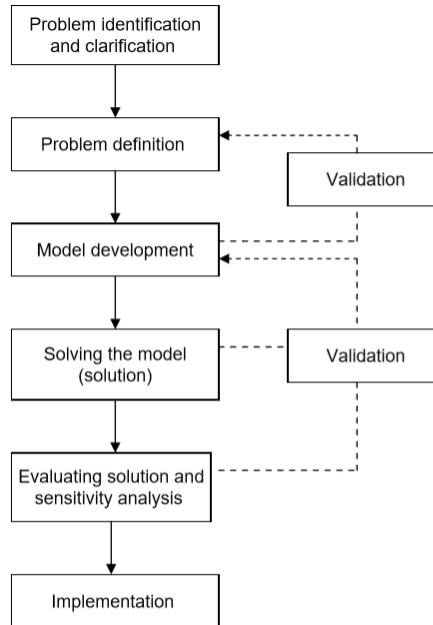 Problem identification
and clarification
Problem definition
Validation
Model development
Solving the model
(solution)
Validation
Evaluating solution and
sensitivity analysis
Implementation